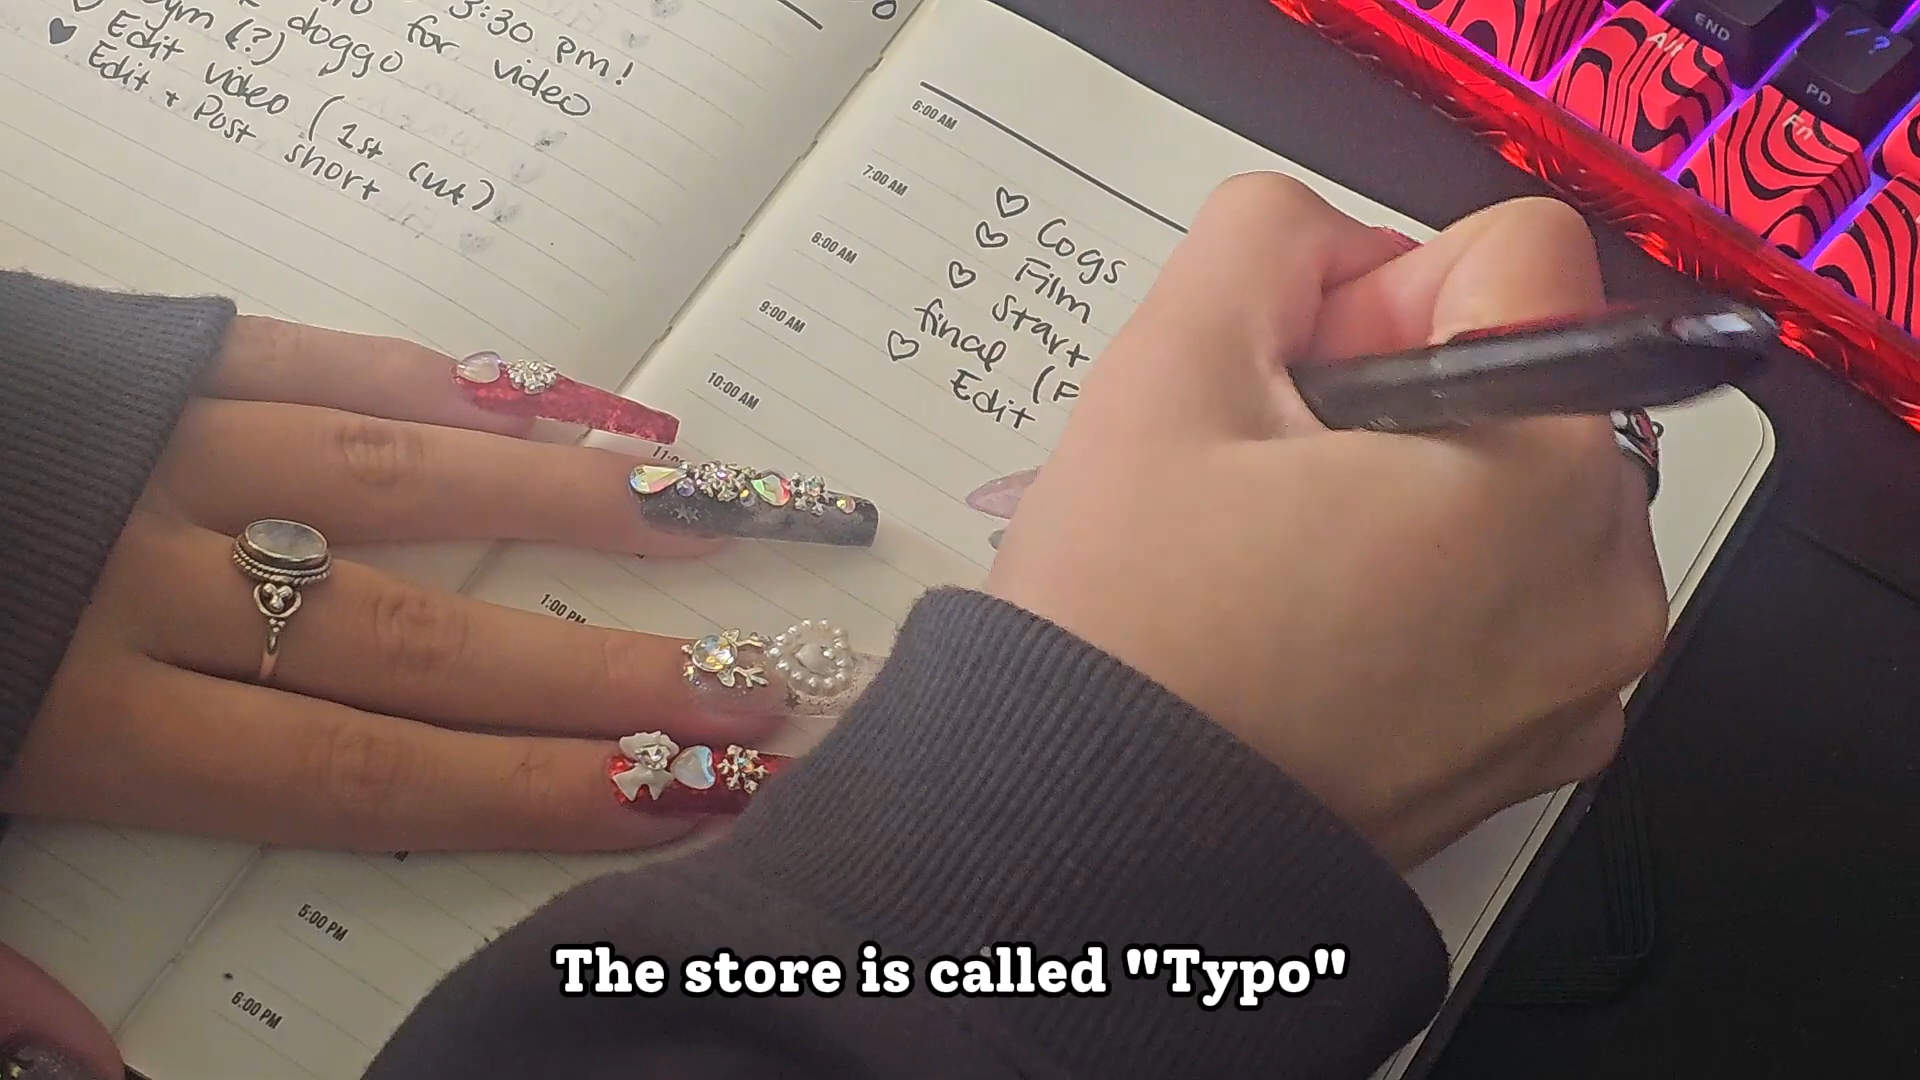 3:30 pm!
gym (?) for video
doggo
Edit video (1st cut)
Edit + Post short
6:00 AM
7:00 AM
8:00 AM
9:00 AM
10:00 AM
1:00 PM
5:00 PM
6:00 PM
Cogs
Film
Start
final (F
Edit
END
Alt
/ ?
PD
Fn
The store is called "Typo"